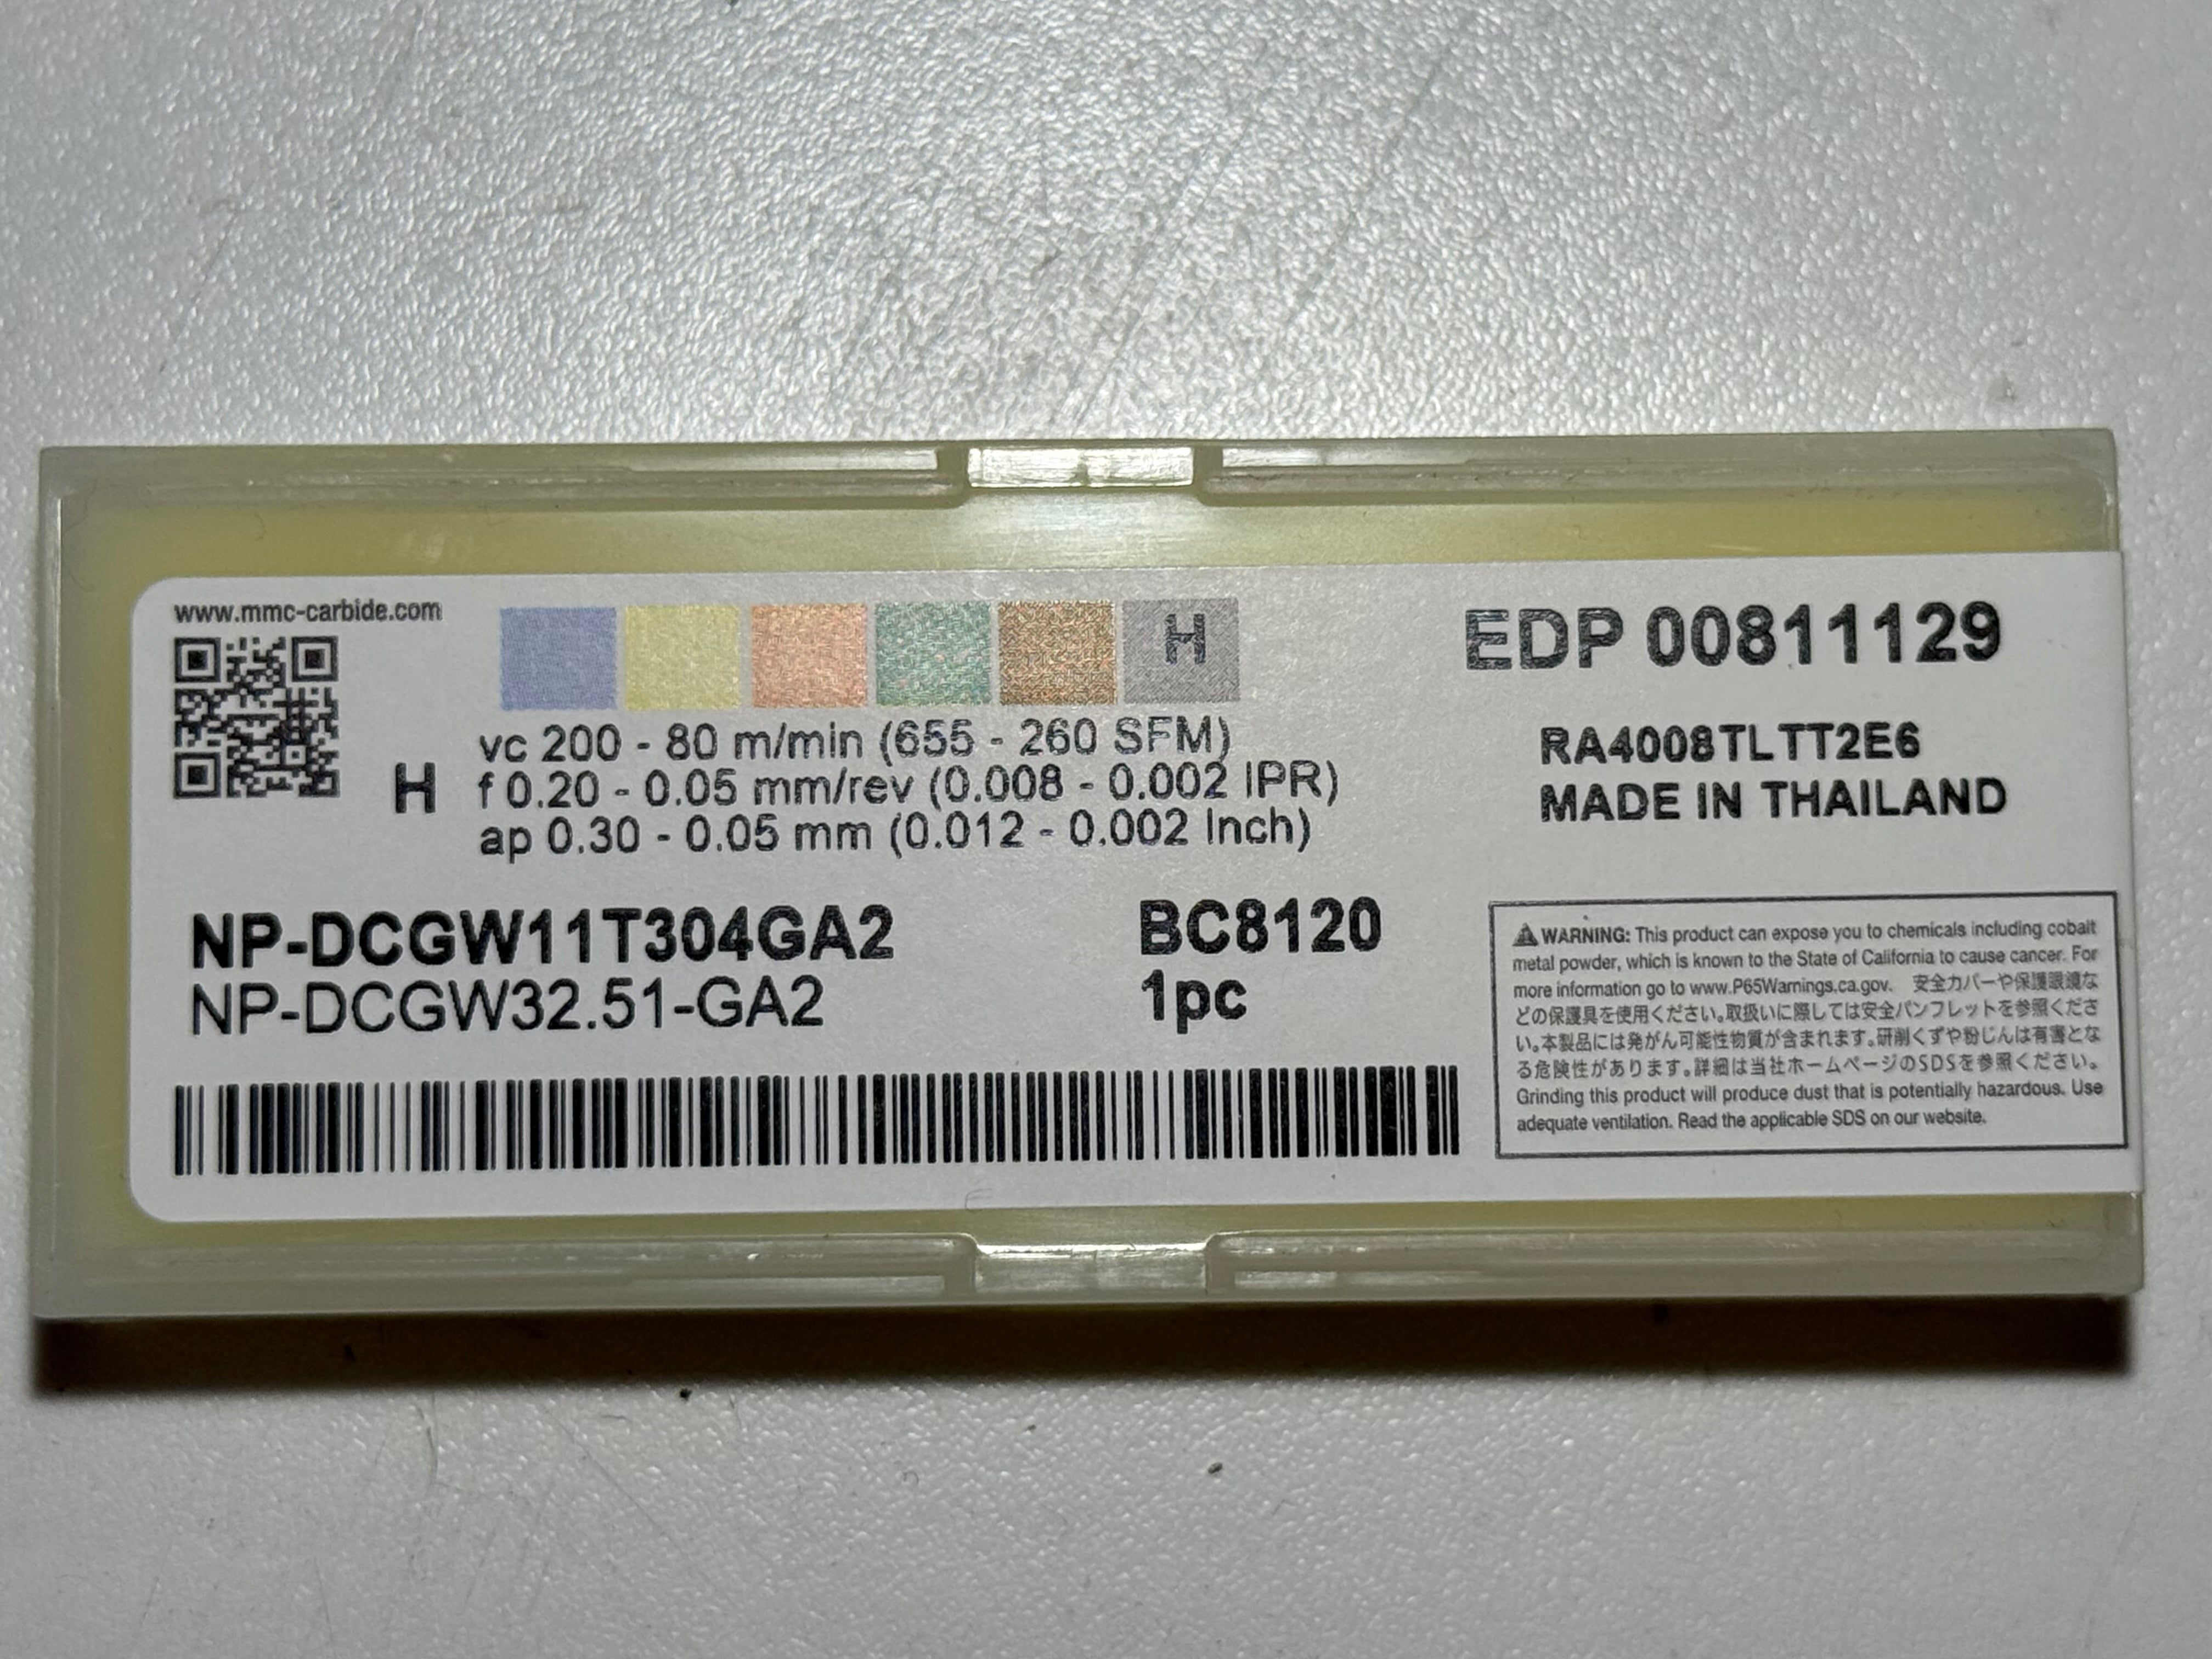 www.mmc-carbide.com
H
EDP 00811129
vc 200 - 80 m/min (655 - 260 SFM)
H f 0.20 - 0.05 mm/rev (0.008 - 0.002 IPR)
ap 0.30 - 0.05 mm (0.012 - 0.002 Inch)
RA4008TLTT2E6
MADE IN THAILAND
NP-DCGW11T304GA2 BC8120
NP-DCGW32.51-GA2 1pc
⚠WARNING: This product can expose you to chemicals including cobalt
metal powder, which is known to the State of California to cause cancer. For
more information go to www.P65Warnings.ca.gov. 安全カバーや保護眼鏡な
どの保護具を使用ください。取扱いに際しては安全パンフレットを参照くださ
い。本製品には発がん可能性物質が含まれます。研削くずや粉じんは有害とな
る危険性があります。詳細は当社ホームページのSDSを参照ください。
Grinding this product will produce dust that is potentially hazardous. Use
adequate ventilation. Read the applicable SDS on our website.